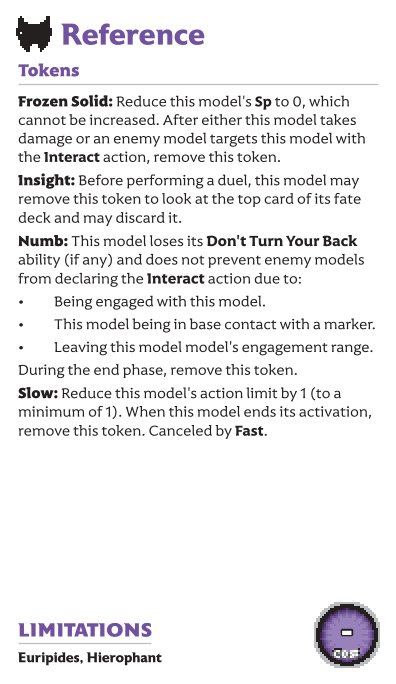 Reference
Tokens
Frozen Solid: Reduce this model's Sp to 0, which
cannot be increased. After either this model takes
damage or an enemy model targets this model with
the Interact action, remove this token.
Insight: Before performing a duel, this model may
remove this token to look at the top card of its fate
deck and may discard it.
Numb: This model loses its Don't Turn Your Back
ability (if any) and does not prevent enemy models
from declaring the Interact action due to:
• Being engaged with this model.
• This model being in base contact with a marker.
• Leaving this model model's engagement range.
During the end phase, remove this token.
Slow: Reduce this model's action limit by 1 (to a
minimum of 1). When this model ends its activation,
remove this token. Canceled by Fast.
LIMITATIONS
Euripides, Hierophant
-